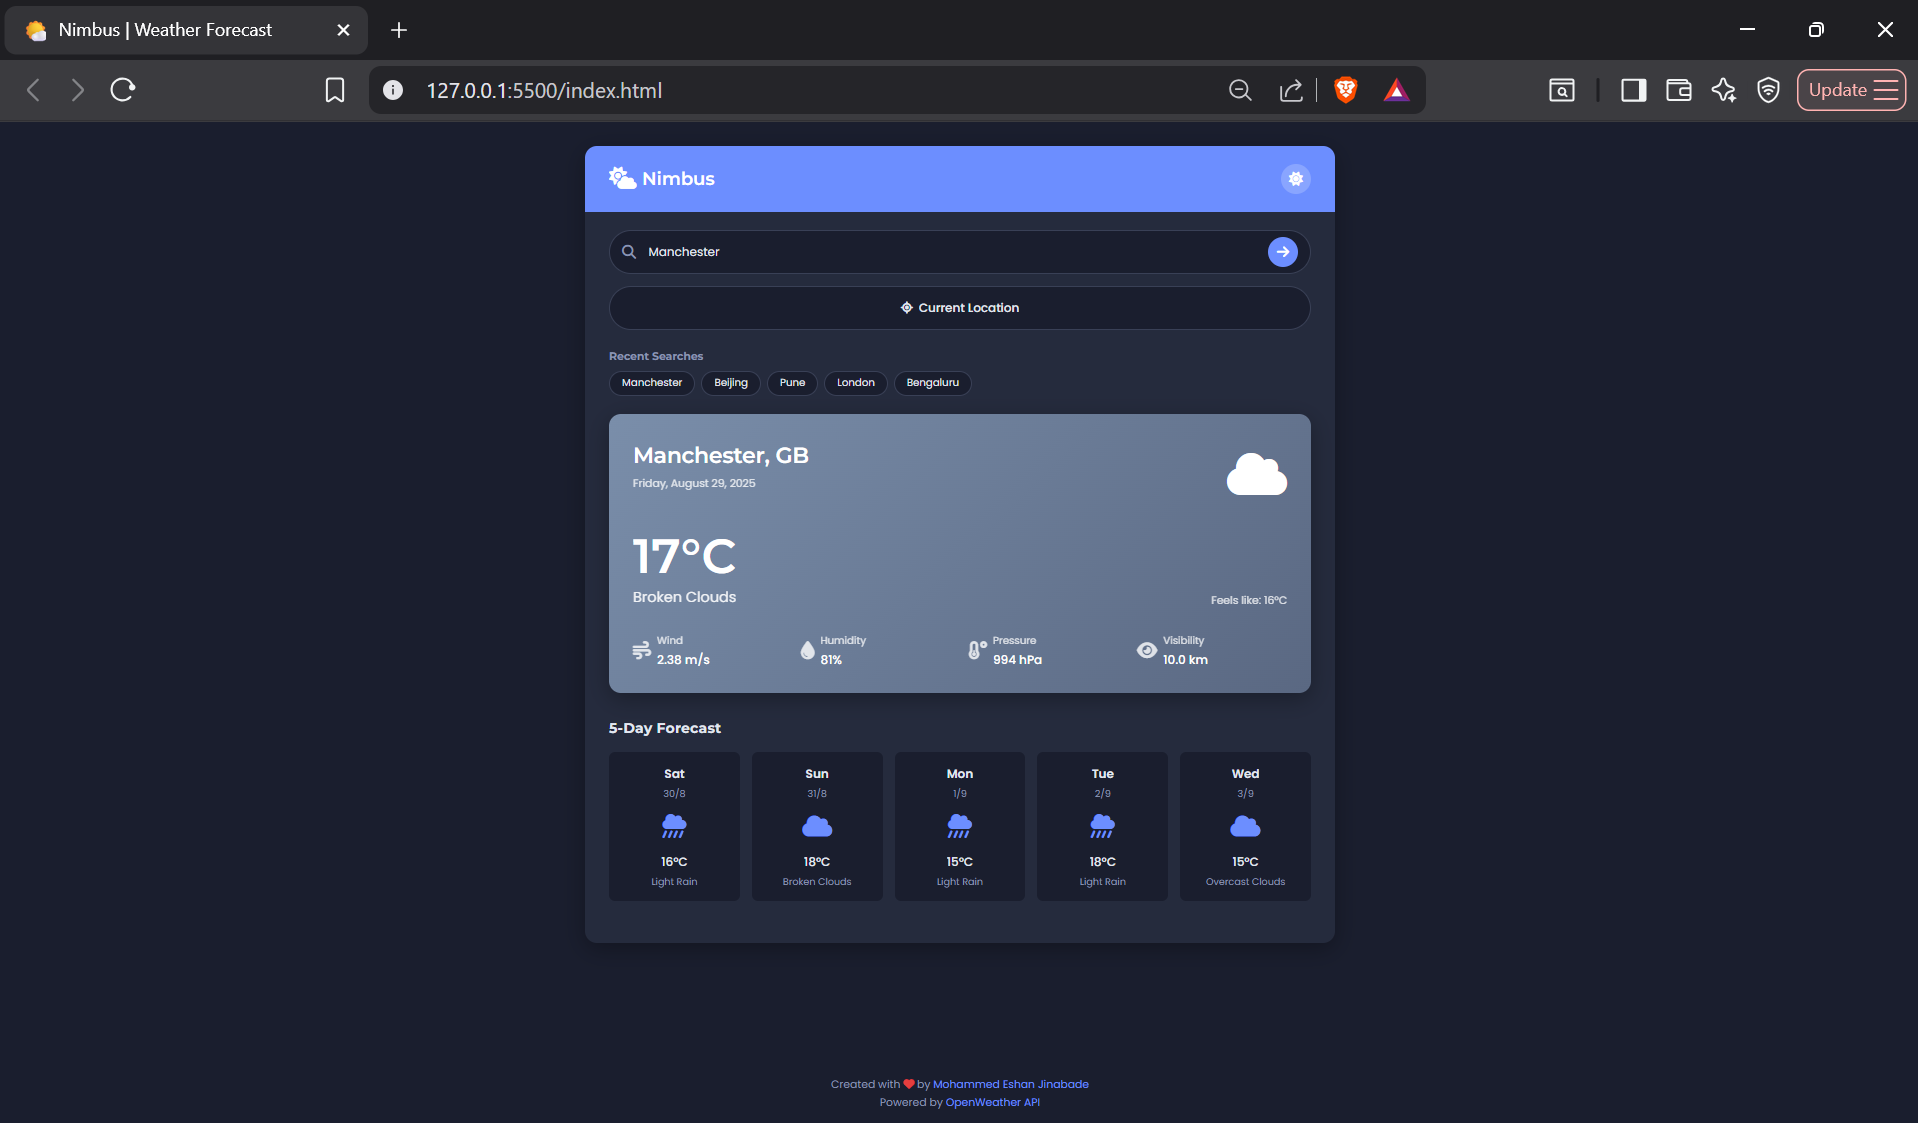 Nimbus | Weather Forecast
127.0.0.1:5500/index.html
Update
Nimbus
Manchester
Current Location
Recent Searches
Manchester Beijing Pune London Bengaluru
Manchester, GB
Friday, August 29, 2025
17°C
Broken Clouds
Feels like: 16°C
Wind Humidity Pressure Visibility
2.38 m/s 81% 994 hPa 10.0 km
5-Day Forecast
Sat Sun Mon Tue Wed
30/8 31/8 1/9 2/9 3/9
16°C 18°C 15°C 18°C 15°C
Light Rain Broken Clouds Light Rain Light Rain Overcast Clouds
Created with ❤ by Mohammed Eshan Jinabade
Powered by OpenWeather API